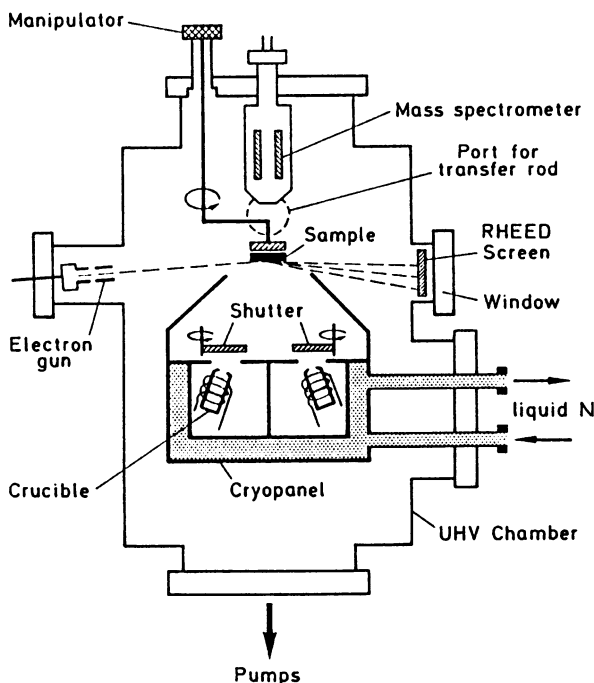 Manipulator
Mass spectrometer
Port for
transfer rod
Sample
RHEED
Screen
Window
Electron
gun
Shutter
liquid N
Crucible
Cryopanel
UHV Chamber
Pumps